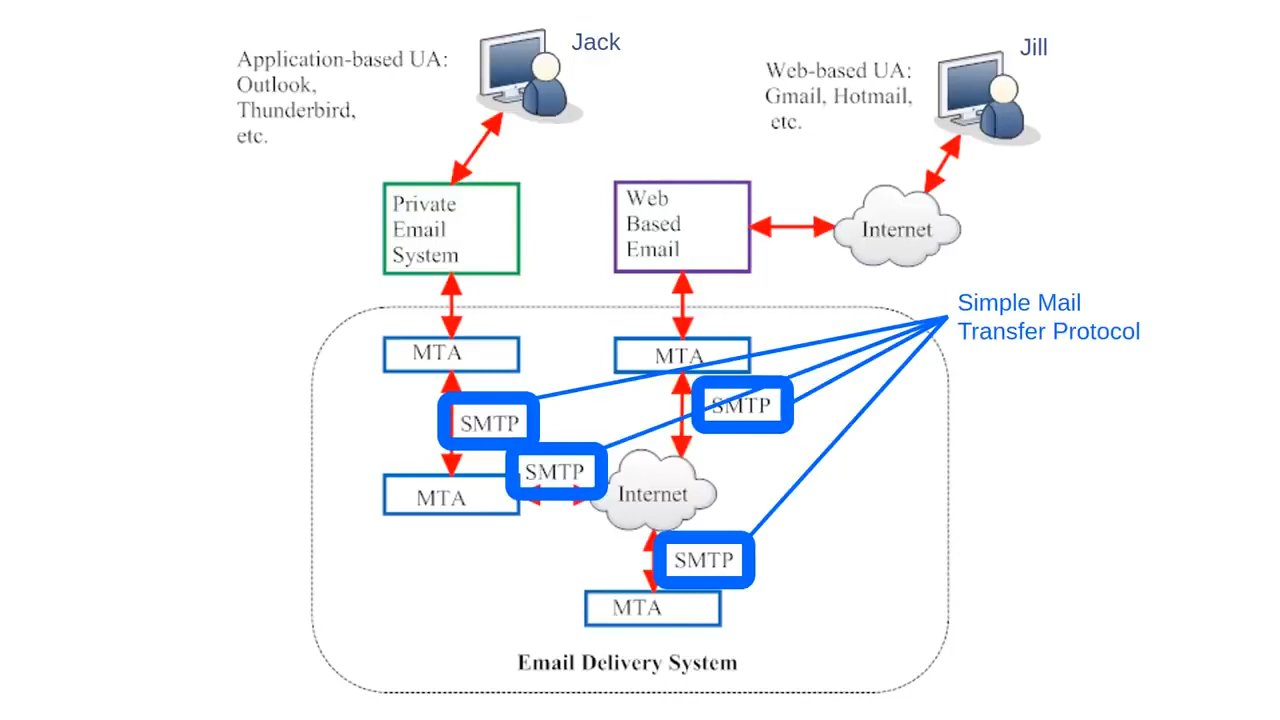 Jack
Application-based UA:
Outlook,
Thunderbird,
etc.
Jill
Web-based UA:
Gmail, Hotmail,
etc.
Private
Email
System
Web
Based
Email
Internet
Simple Mail
Transfer Protocol
MTA
MTA
SMTP
SMTP
SMTP
MTA
Internet
SMTP
MTA
Email Delivery System